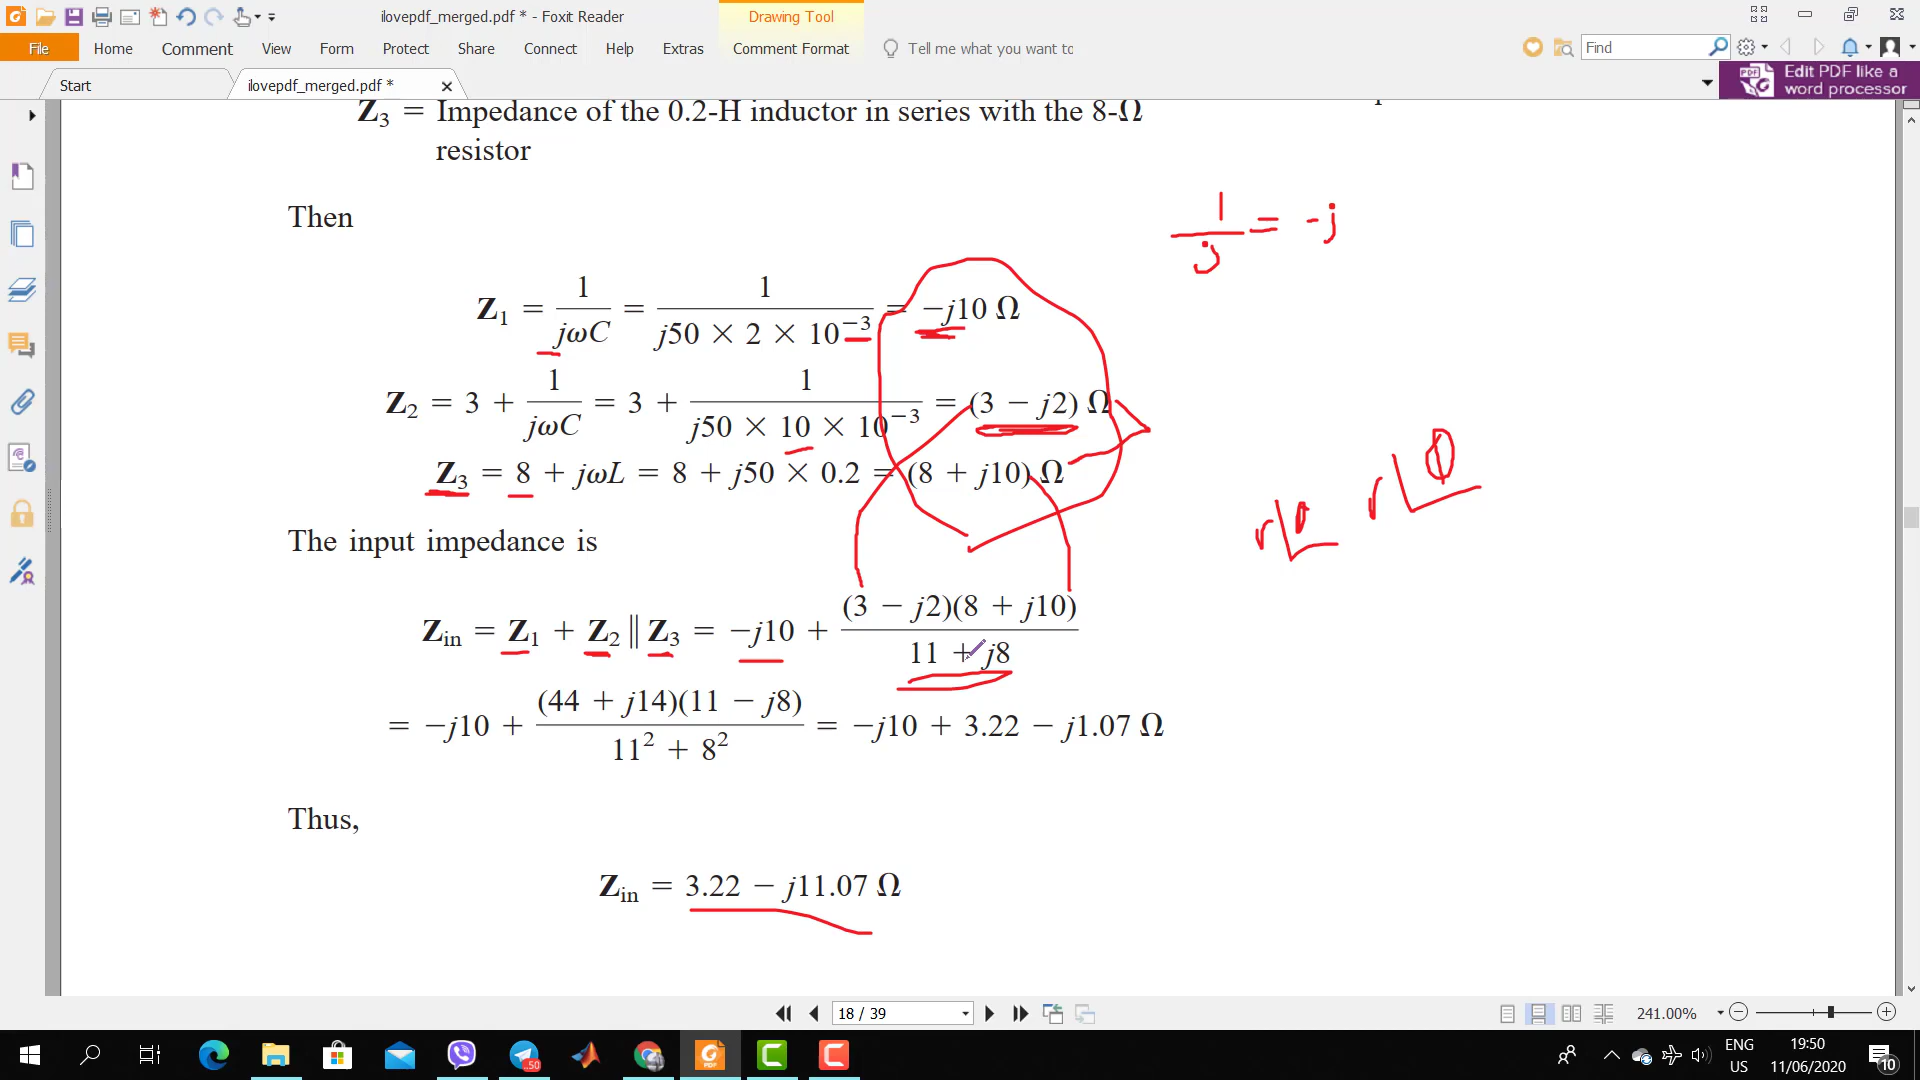 ilovepdf_merged.pdf * - Foxit Reader
Drawing Tool
File Home Comment View Form Protect Share Connect Help Extras Comment Format Tell me what you want to
Find
Start ilovepdf_merged.pdf *
Edit PDF like a
word processor
Z₃ = Impedance of the 0.2-H inductor in series with the 8-Ω
resistor
Then
1/j = -j
Z₁ = 1/(jωC) = 1/(j50 × 2 × 10⁻³) = −j10 Ω
Z₂ = 3 + 1/(jωC) = 3 + 1/(j50 × 10 × 10⁻³) = (3 − j2) Ω
Z₃ = 8 + jωL = 8 + j50 × 0.2 = (8 + j10) Ω
The input impedance is
Zin = Z₁ + Z₂ ‖ Z₃ = −j10 + (3 − j2)(8 + j10)/(11 + j8)
= −j10 + (44 + j14)(11 − j8)/(11² + 8²) = −j10 + 3.22 − j1.07 Ω
Thus,
Zin = 3.22 − j11.07 Ω
18 / 39
241.00%
ENG
US
19:50
11/06/2020
10
50